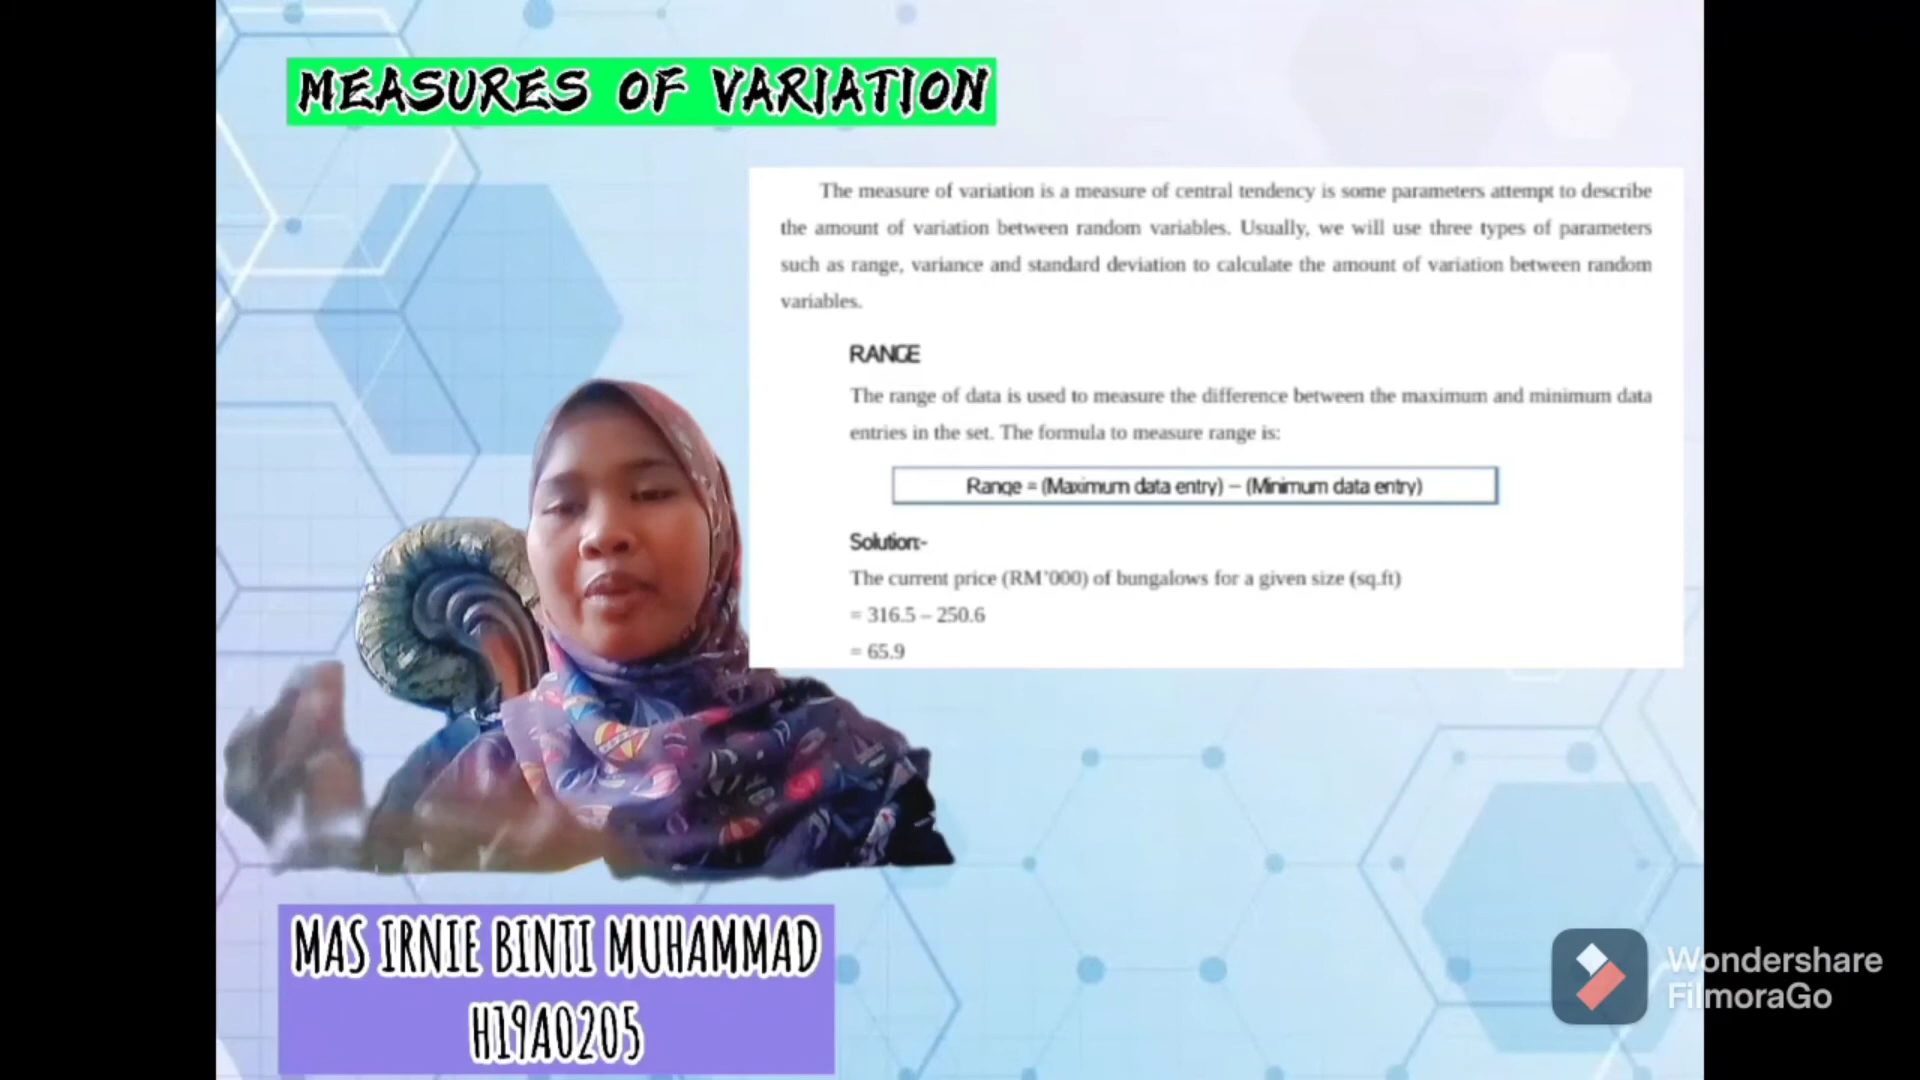 MEASURES OF VARIATION
The measure of variation is a measure of central tendency is some parameters attempt to describe
the amount of variation between random variables. Usually, we will use three types of parameters
such as range, variance and standard deviation to calculate the amount of variation between random
variables.
RANGE
The range of data is used to measure the difference between the maximum and minimum data
entries in the set. The formula to measure range is:
Range = (Maximum data entry) – (Minimum data entry)
Solution:-
The current price (RM'000) of bungalows for a given size (sq.ft)
= 316.5 – 250.6
= 65.9
MAS IRNIE BINTI MUHAMMAD
H19A0205
Wondershare
FilmoraGo